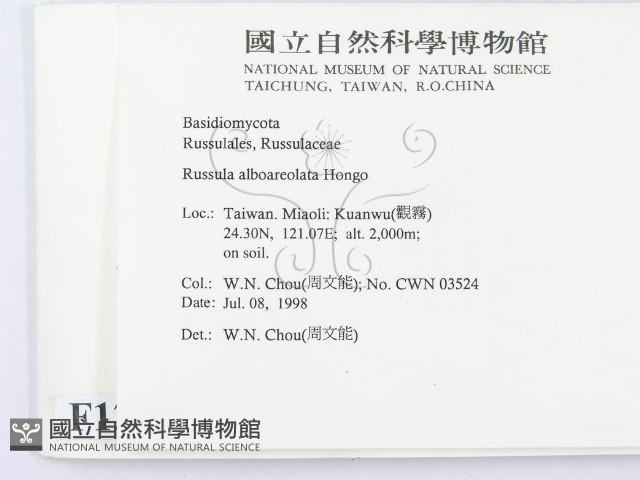 國立自然科學博物館
NATIONAL MUSEUM OF NATURAL SCIENCE
TAICHUNG, TAIWAN, R.O.CHINA
Basidiomycota
Russulales, Russulaceae
Russula alboareolata Hongo
Loc.: Taiwan. Miaoli: Kuanwu(觀霧)
24.30N, 121.07E; alt. 2,000m;
on soil.
Col.: W.N. Chou(周文能); No. CWN 03524
Date: Jul. 08, 1998
Det.: W.N. Chou(周文能)
國立自然科學博物館
NATIONAL MUSEUM OF NATURAL SCIENCE